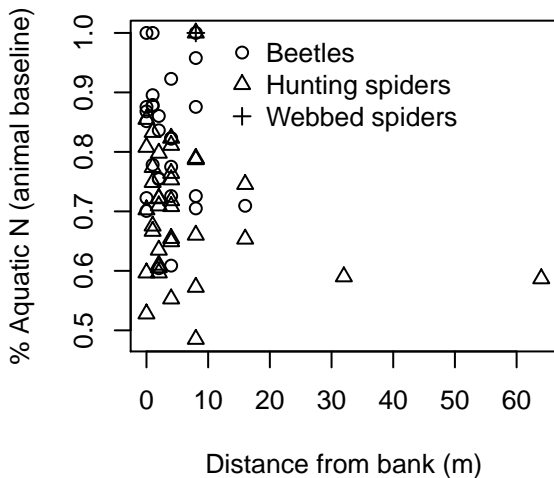 1.0
0.9
0.8
0.7
0.6
0.5
% Aquatic N (animal baseline)
Beetles
Hunting spiders
Webbed spiders
0 10 20 30 40 50 60
Distance from bank (m)